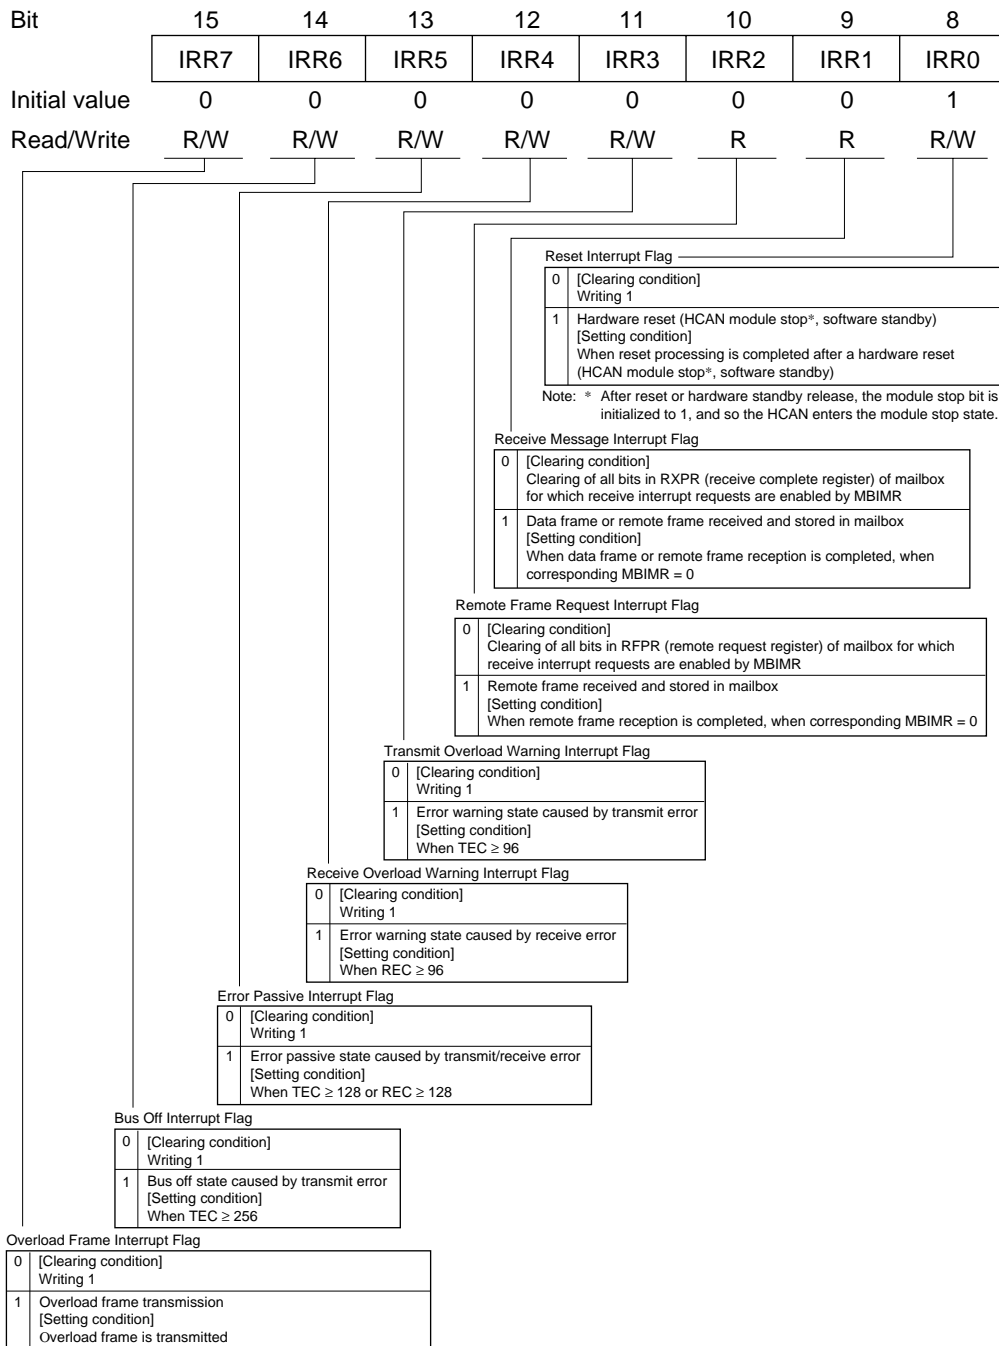 Bit 15 14 13 12 11 10 9 8
IRR7 IRR6 IRR5 IRR4 IRR3 IRR2 IRR1 IRR0
Initial value 0 0 0 0 0 0 0 1
Read/Write R/W R/W R/W R/W R/W R R R/W
Reset Interrupt Flag
0 [Clearing condition]
Writing 1
1 Hardware reset (HCAN module stop*, software standby)
[Setting condition]
When reset processing is completed after a hardware reset
(HCAN module stop*, software standby)
Note: * After reset or hardware standby release, the module stop bit is
initialized to 1, and so the HCAN enters the module stop state.
Receive Message Interrupt Flag
0 [Clearing condition]
Clearing of all bits in RXPR (receive complete register) of mailbox
for which receive interrupt requests are enabled by MBIMR
1 Data frame or remote frame received and stored in mailbox
[Setting condition]
When data frame or remote frame reception is completed, when
corresponding MBIMR = 0
Remote Frame Request Interrupt Flag
0 [Clearing condition]
Clearing of all bits in RFPR (remote request register) of mailbox for which
receive interrupt requests are enabled by MBIMR
1 Remote frame received and stored in mailbox
[Setting condition]
When remote frame reception is completed, when corresponding MBIMR = 0
Transmit Overload Warning Interrupt Flag
0 [Clearing condition]
Writing 1
1 Error warning state caused by transmit error
[Setting condition]
When TEC ≥ 96
Receive Overload Warning Interrupt Flag
0 [Clearing condition]
Writing 1
1 Error warning state caused by receive error
[Setting condition]
When REC ≥ 96
Error Passive Interrupt Flag
0 [Clearing condition]
Writing 1
1 Error passive state caused by transmit/receive error
[Setting condition]
When TEC ≥ 128 or REC ≥ 128
Bus Off Interrupt Flag
0 [Clearing condition]
Writing 1
1 Bus off state caused by transmit error
[Setting condition]
When TEC ≥ 256
Overload Frame Interrupt Flag
0 [Clearing condition]
Writing 1
1 Overload frame transmission
[Setting condition]
Overload frame is transmitted